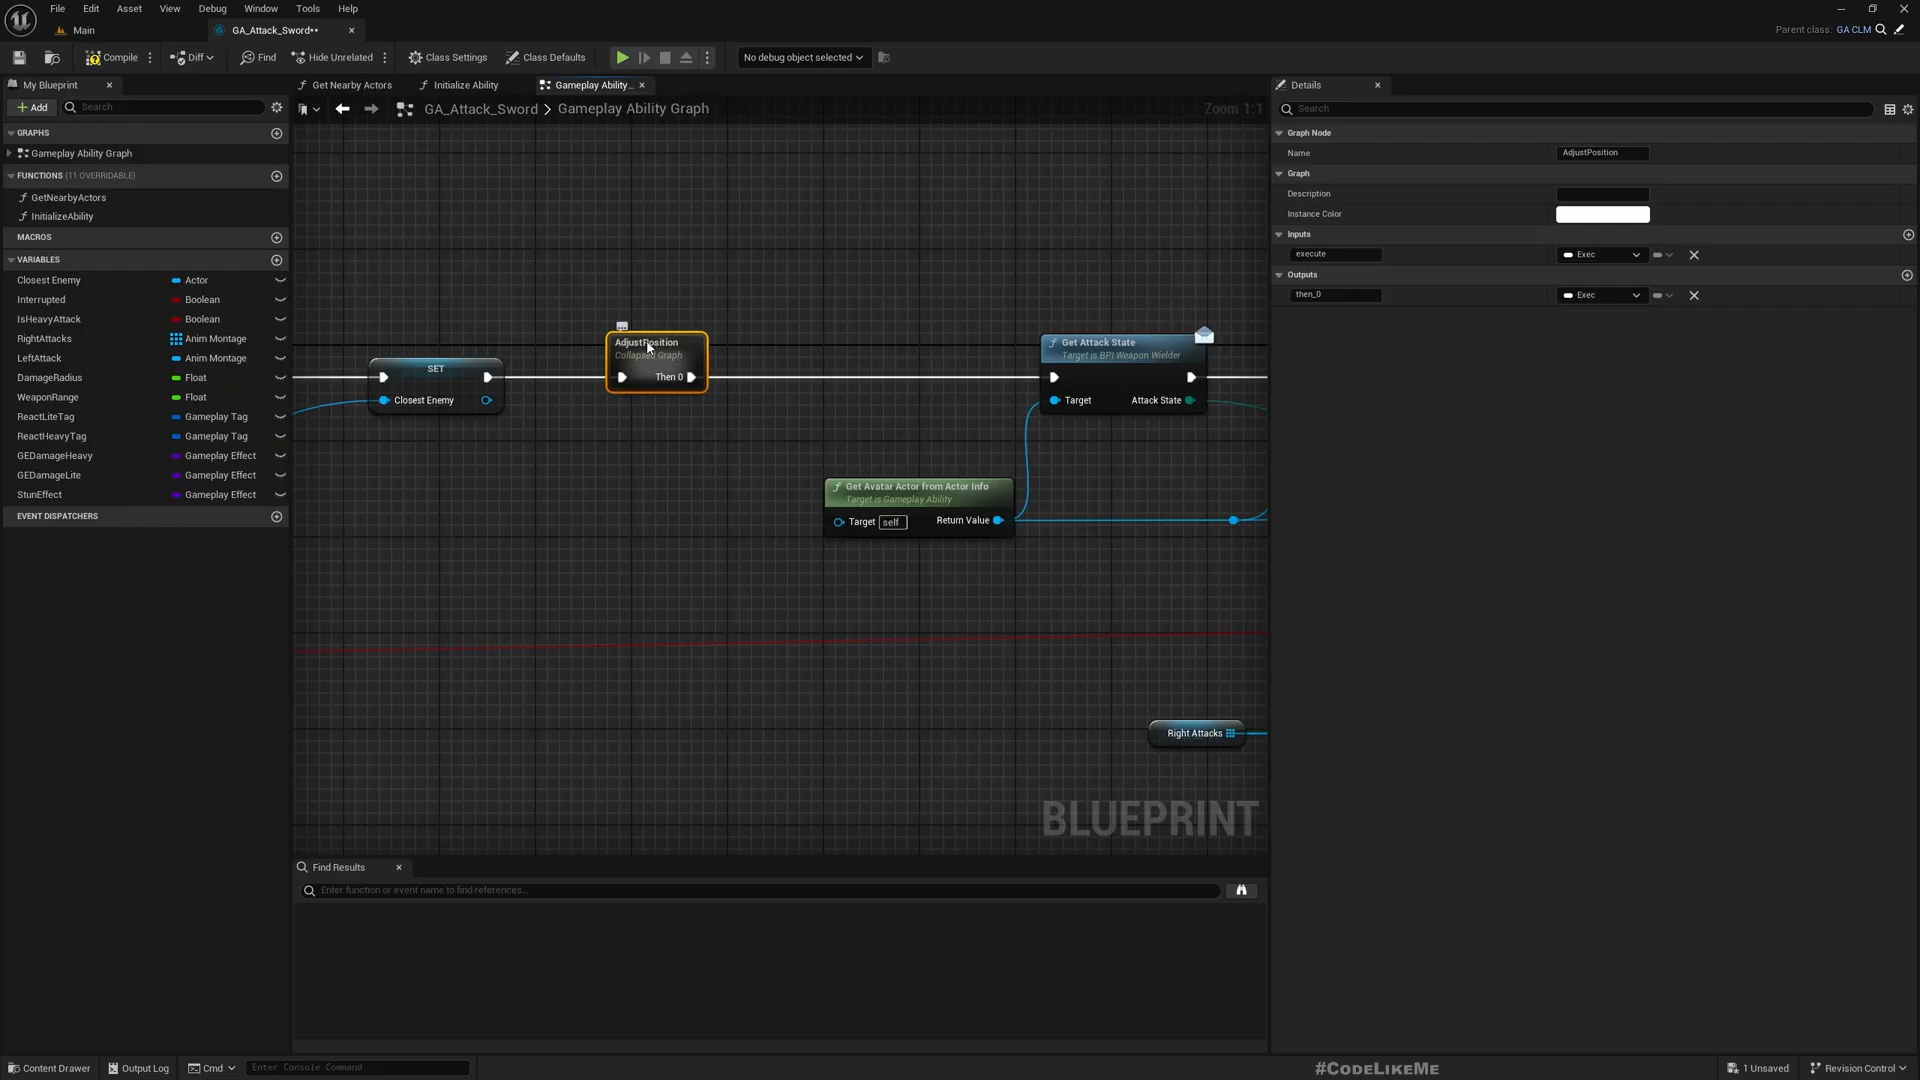 File Edit Asset View Debug Window Tools Help
Main
GA_Attack_Sword**
Parent class: GA CLM
Compile
Diff
Find
Hide Unrelated
Class Settings
Class Defaults
No debug object selected
My Blueprint
Get Nearby Actors
Initialize Ability
Gameplay Ability...
Details
Add
Search
GA_Attack_Sword > Gameplay Ability Graph
Zoom 1:1
Search
GRAPHS
Gameplay Ability Graph
FUNCTIONS (11 OVERRIDABLE)
GetNearbyActors
InitializeAbility
MACROS
VARIABLES
Closest Enemy Actor
Interrupted Boolean
IsHeavyAttack Boolean
RightAttacks Anim Montage
LeftAttack Anim Montage
DamageRadius Float
WeaponRange Float
ReactLiteTag Gameplay Tag
ReactHeavyTag Gameplay Tag
GEDamageHeavy Gameplay Effect
GEDamageLite Gameplay Effect
StunEffect Gameplay Effect
EVENT DISPATCHERS
SET
Closest Enemy
AdjustPosition
Collapsed Graph
Then 0
Get Attack State
Target is BPI Weapon Wielder
Target
Attack State
Get Avatar Actor from Actor Info
Target is Gameplay Ability
Target self
Return Value
Right Attacks
BLUEPRINT
Graph Node
Name AdjustPosition
Graph
Description
Instance Color
Inputs
execute Exec
Outputs
then_0 Exec
Find Results
Enter function or event name to find references...
Content Drawer
Output Log
Cmd
Enter Console Command
#CodeLikeMe
1 Unsaved
Revision Control